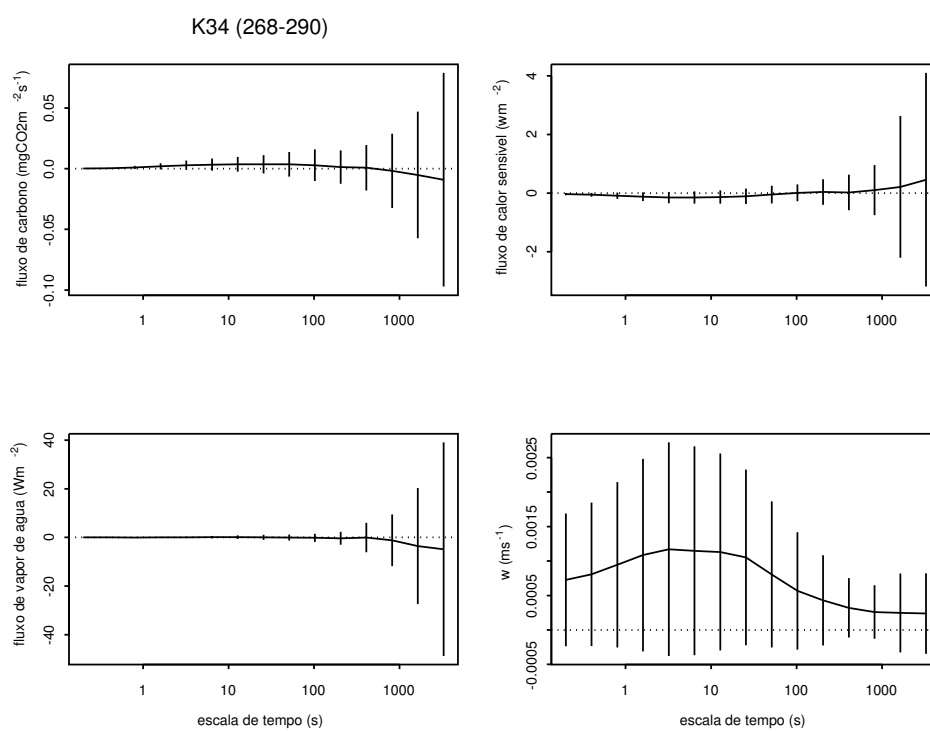 K34 (268-290)
fluxo de carbono (mgCO2m -2s-1)
0.05
0.0
-0.05
-0.10
1 10 100 1000
fluxo de calor sensivel (wm -2)
4
2
0
-2
1 10 100 1000
fluxo de vapor de agua (Wm -2)
40
20
0
-20
-40
1 10 100 1000
escala de tempo (s)
w (ms-1)
0.0025
0.0015
0.0005
-0.0005
1 10 100 1000
escala de tempo (s)